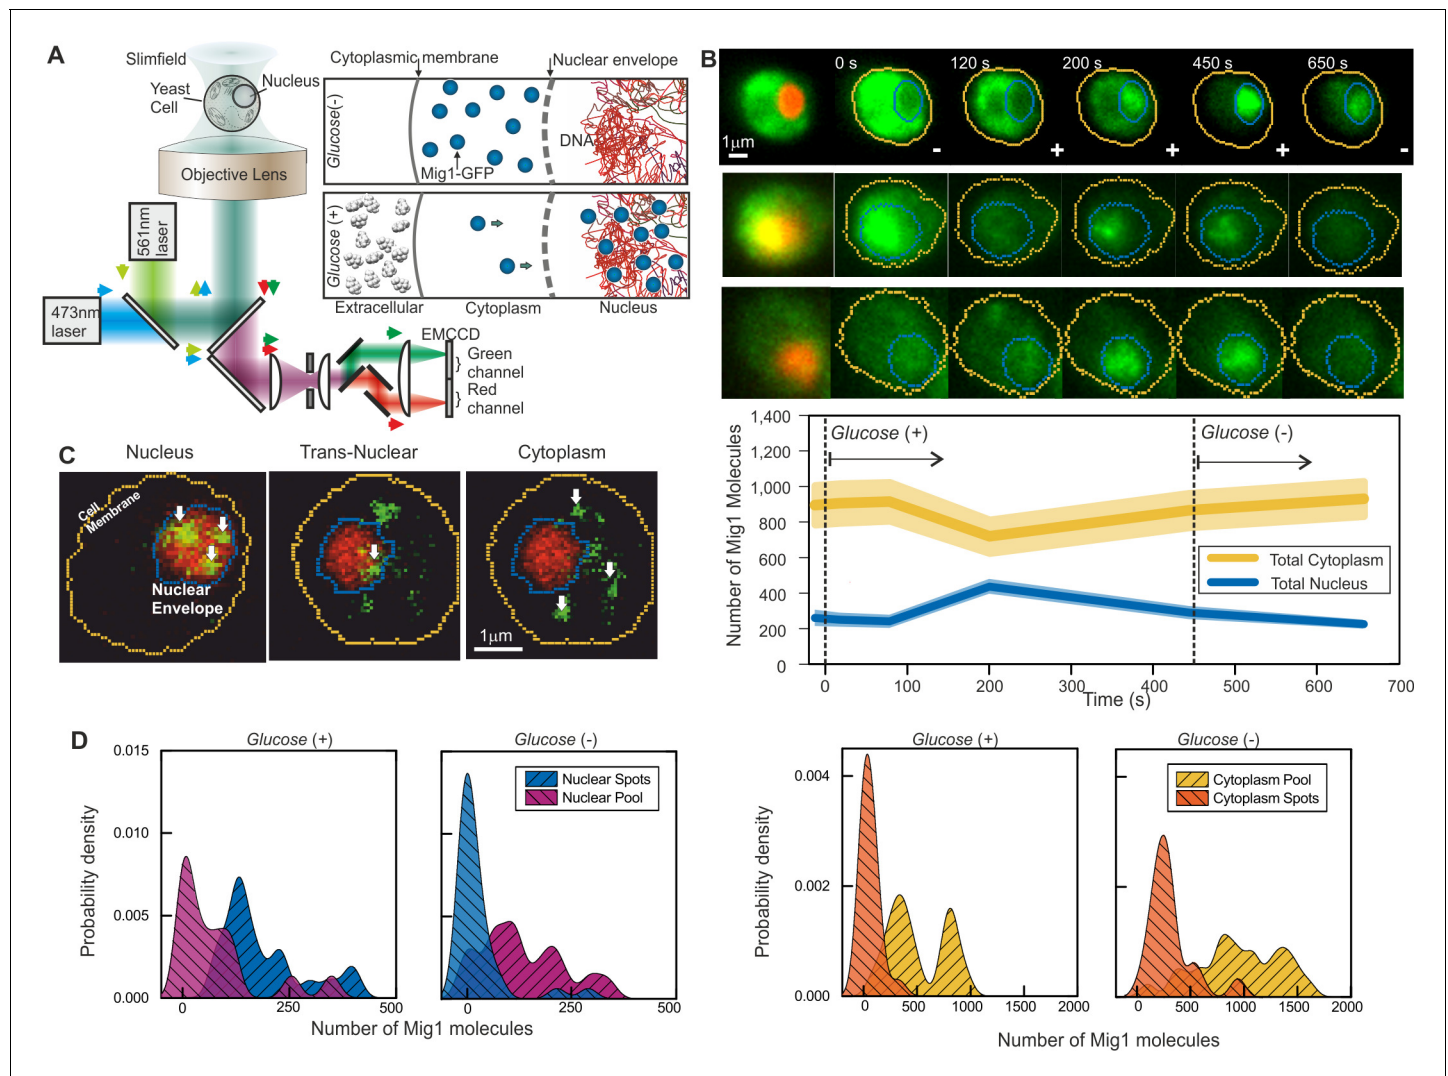 A
Slimfield
Yeast
Cell
Nucleus
Objective Lens
561nm
laser
473nm
laser
EMCCD
Green
channel
Red
channel
Cytoplasmic membrane
Nuclear envelope
Glucose(-)
DNA
Mig1-GFP
Glucose (+)
Extracellular
Cytoplasm
Nucleus
B
0 s
120 s
200 s
450 s
650 s
1µm
-
+
+
+
-
1,400
1,200
1,000
800
600
400
200
0
Number of Mig1 Molecules
Glucose (+)
Glucose (-)
Total Cytoplasm
Total Nucleus
0
100
200
300
400
500
600
700
Time (s)
C
Nucleus
Trans-Nuclear
Cytoplasm
Cell
Membrane
Nuclear
Envelope
1µm
D
Glucose (+)
Glucose (-)
0.015
0.010
0.005
0.000
Probability density
Nuclear Spots
Nuclear Pool
0
250
500
0
250
500
Number of Mig1 molecules
Glucose (+)
Glucose (-)
0.004
0.002
0.000
Probability density
Cytoplasm Pool
Cytoplasm Spots
0
500
1000
1500
2000
0
500
1000
1500
2000
Number of Mig1 molecules